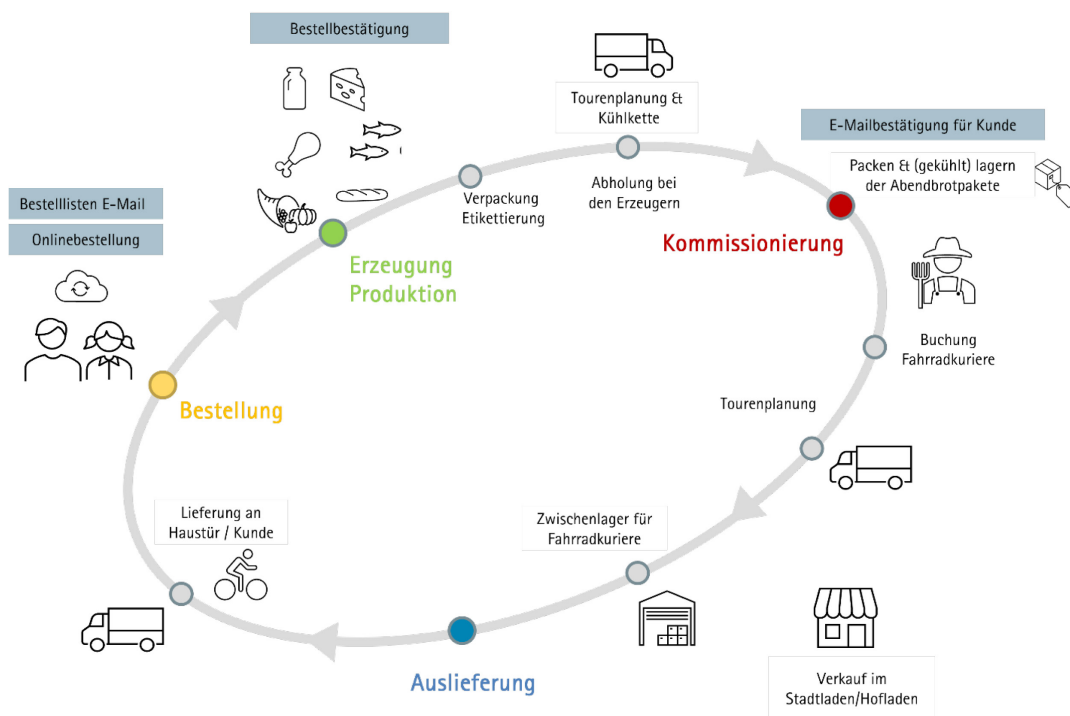 Bestellbestätigung
Tourenplanung &
Kühlkette
E-Mailbestätigung für Kunde
Packen & (gekühlt) lagern
der Abendbrotpakete
Bestelllisten E-Mail
Onlinebestellung
Verpackung
Etikettierung
Abholung bei
den Erzeugern
Kommissionierung
Erzeugung
Produktion
Buchung
Fahrradkuriere
Bestellung
Tourenplanung
Lieferung an
Haustür / Kunde
Zwischenlager für
Fahrradkuriere
Auslieferung
Verkauf im
Stadtladen/Hofladen